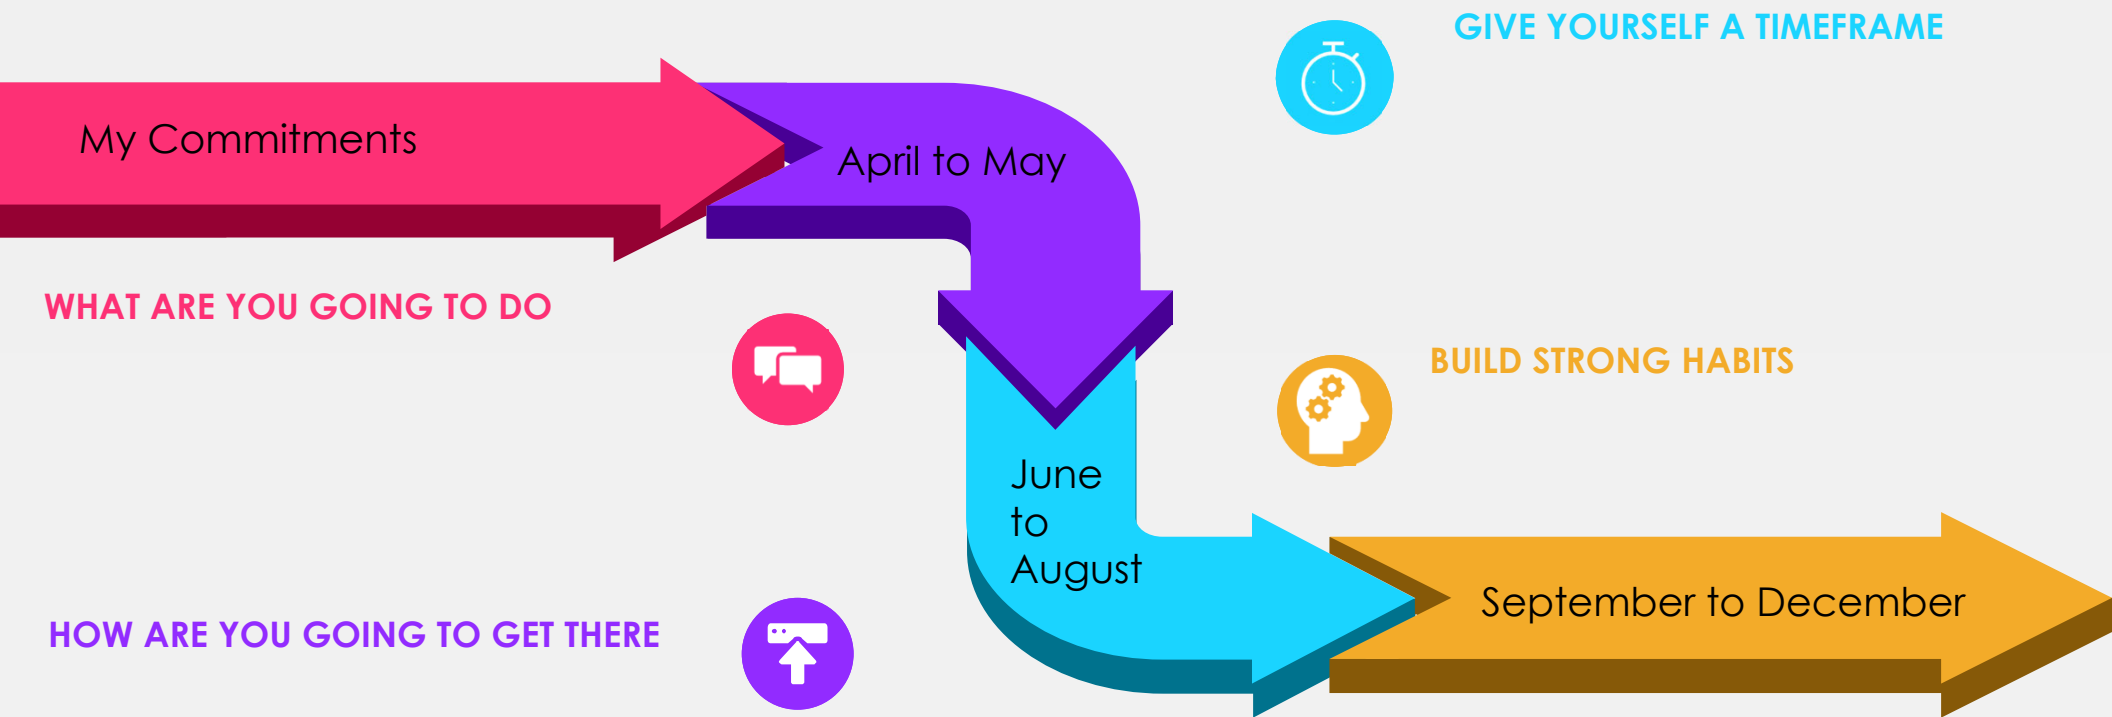 GIVE YOURSELF A TIMEFRAME
My Commitments
April to May
WHAT ARE YOU GOING TO DO
BUILD STRONG HABITS
June
to
August
September to December
HOW ARE YOU GOING TO GET THERE